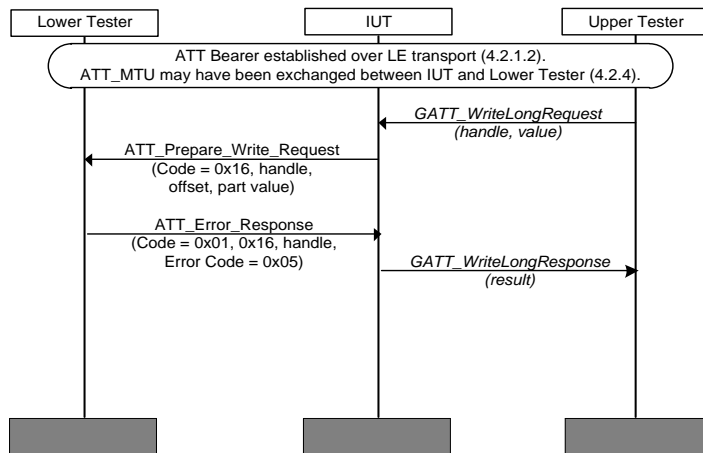 Lower Tester
IUT
Upper Tester
ATT Bearer established over LE transport (4.2.1.2).
ATT_MTU may have been exchanged between IUT and Lower Tester (4.2.4).
GATT_WriteLongRequest
(handle, value)
ATT_Prepare_Write_Request
(Code = 0x16, handle,
offset, part value)
ATT_Error_Response
(Code = 0x01, 0x16, handle,
Error Code = 0x05)
GATT_WriteLongResponse
(result)